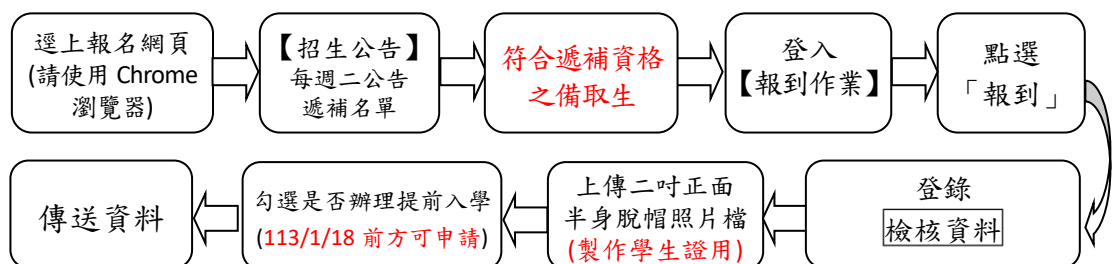 逕上報名網頁
(請使用 Chrome
瀏覽器)
【招生公告】
每週二公告
遞補名單
符合遞補資格
之備取生
登入
【報到作業】
點選
「報到」
登錄
檢核資料
上傳二吋正面
半身脫帽照片檔
(製作學生證用)
勾選是否辦理提前入學
(113/1/18 前方可申請)
傳送資料